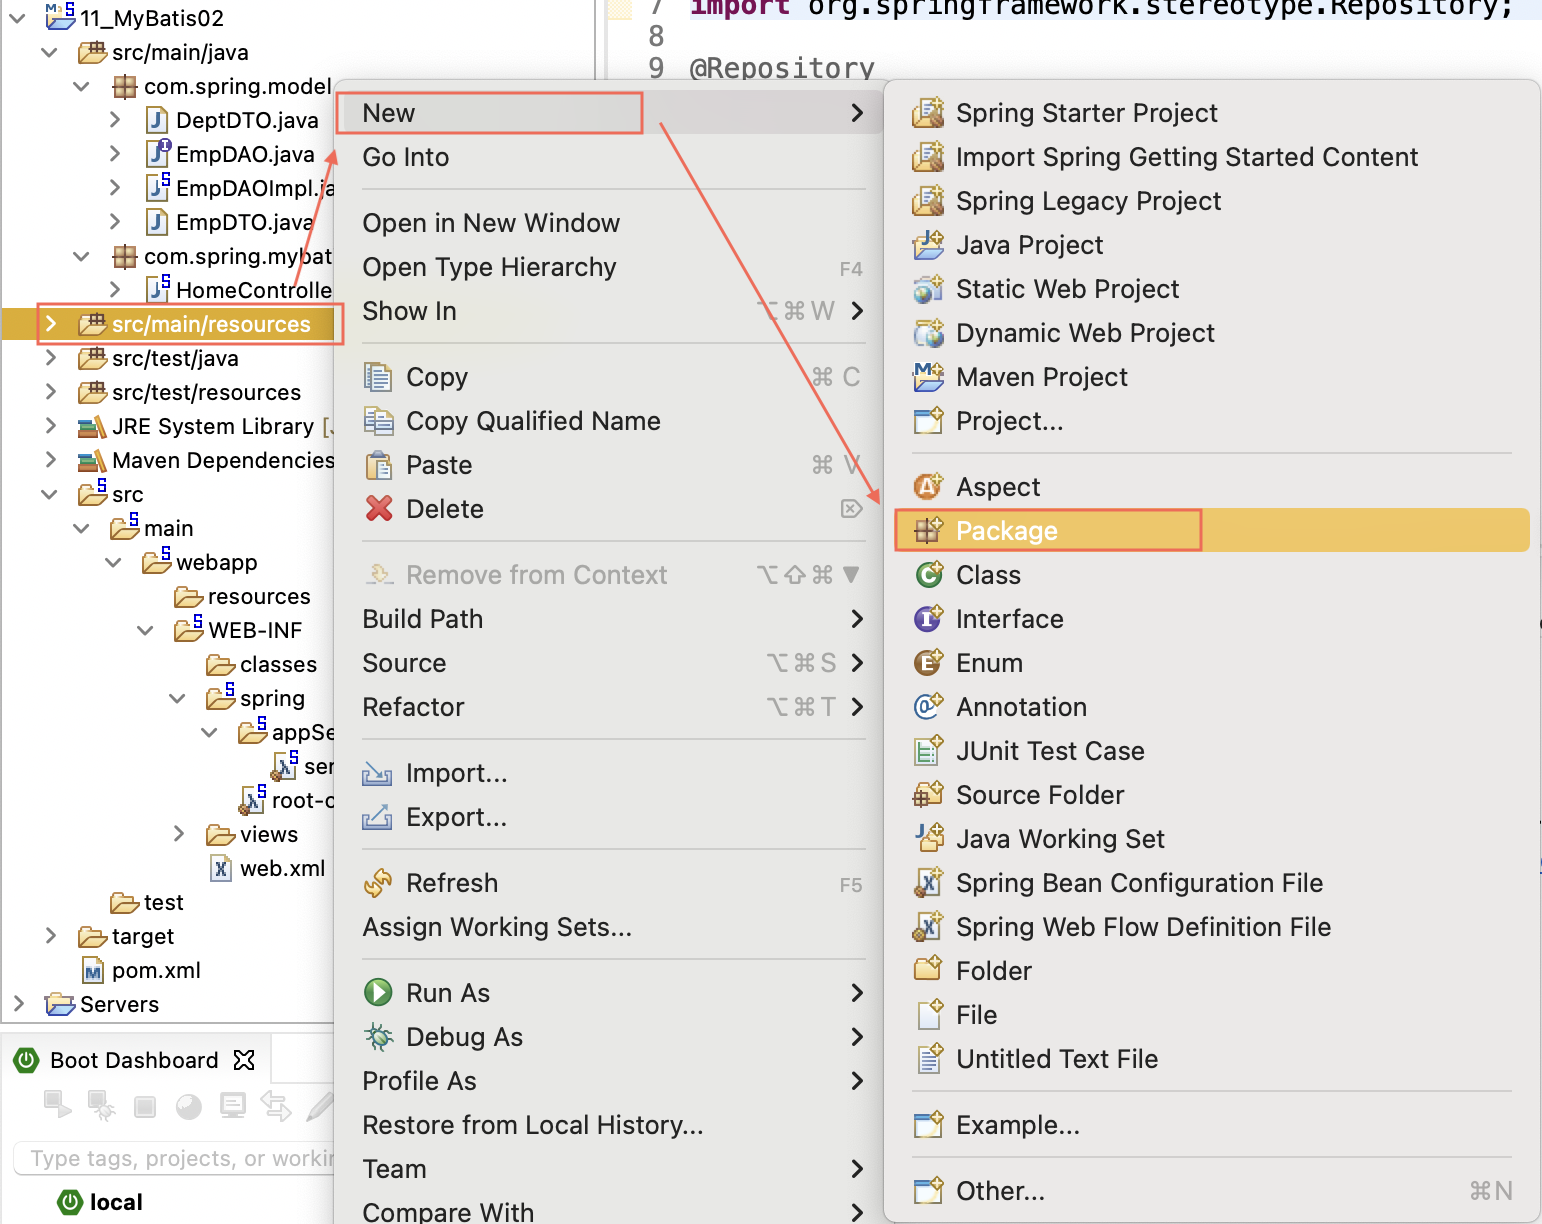 11_MyBatis02
src/main/java
com.spring.model
DeptDTO.java
EmpDAO.java
EmpDAOImpl.ja
EmpDTO.java
com.spring.mybat
HomeControlle
src/main/resources
src/test/java
src/test/resources
JRE System Library [
Maven Dependencies
src
main
webapp
resources
WEB-INF
classes
spring
appSe
ser
root-c
views
web.xml
test
target
pom.xml
Servers
Boot Dashboard
Type tags, projects, or workin
local
7 import org.springframework.stereotype.Repository;
8
9 @Repository
New
Go Into
Open in New Window
Open Type Hierarchy F4
Show In ⌥⌘W
Copy ⌘C
Copy Qualified Name
Paste ⌘V
Delete ⌦
Remove from Context ⌥⇧⌘▼
Build Path
Source ⌥⌘S
Refactor ⌥⌘T
Import...
Export...
Refresh F5
Assign Working Sets...
Run As
Debug As
Profile As
Restore from Local History...
Team
Compare With
Spring Starter Project
Import Spring Getting Started Content
Spring Legacy Project
Java Project
Static Web Project
Dynamic Web Project
Maven Project
Project...
Aspect
Package
Class
Interface
Enum
Annotation
JUnit Test Case
Source Folder
Java Working Set
Spring Bean Configuration File
Spring Web Flow Definition File
Folder
File
Untitled Text File
Example...
Other... ⌘N